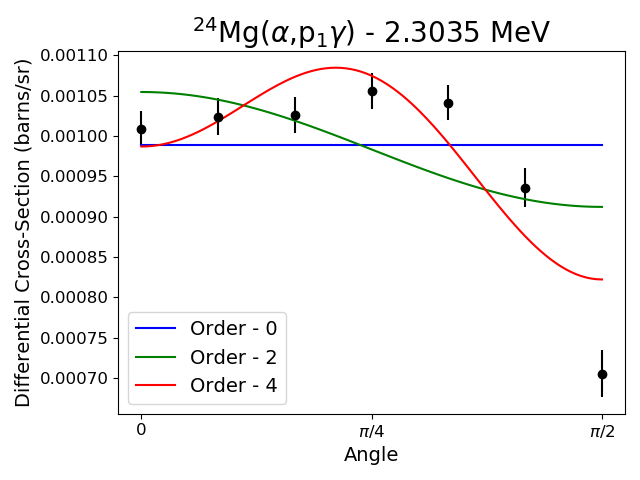 ²⁴Mg(α,p₁γ) - 2.3035 MeV
Differential Cross-Section (barns/sr)
0.00110
0.00105
0.00100
0.00095
0.00090
0.00085
0.00080
0.00075
0.00070
Order - 0
Order - 2
Order - 4
0 π/4 π/2
Angle